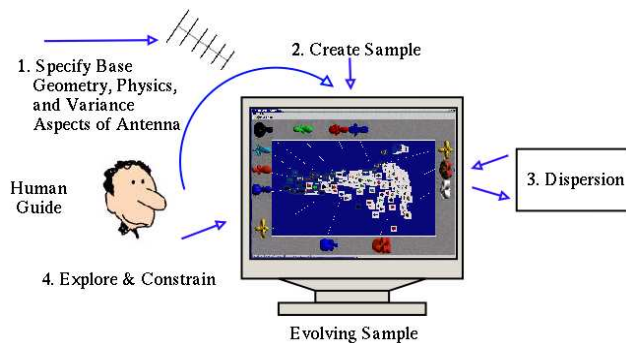 2. Create Sample
1. Specify Base
Geometry, Physics,
and Variance
Aspects of Antenna
Human
Guide
3. Dispersion
4. Explore & Constrain
Evolving Sample